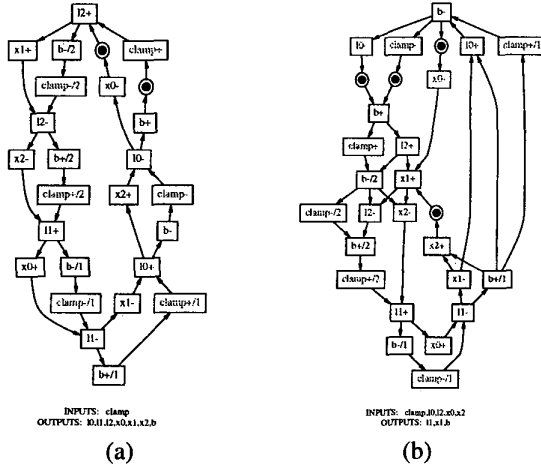 l2+
x1+
b-/2
clamp+
clamp-/2
x0-
l2-
b+
x2-
b+/2
l0-
clamp+/2
x2+
clamp-
l1+
b-
x0+
b-/1
l0+
clamp-/1
x1-
clamp+/1
l1-
b+/1
INPUTS: clamp
OUTPUTS: l0,l1,l2,x0,x1,x2,b
(a)
b-
l0-
clamp-
l0+
clamp+/1
x0-
b+
clamp+
l2+
b-/2
x1+
clamp-/2
l2-
x2-
b+/2
x2+
clamp+/2
x1-
b+/1
l1+
l1-
b-/1
x0+
clamp-/1
INPUTS: clamp,l0,l2,x0,x2
OUTPUTS: l1,x1,b
(b)